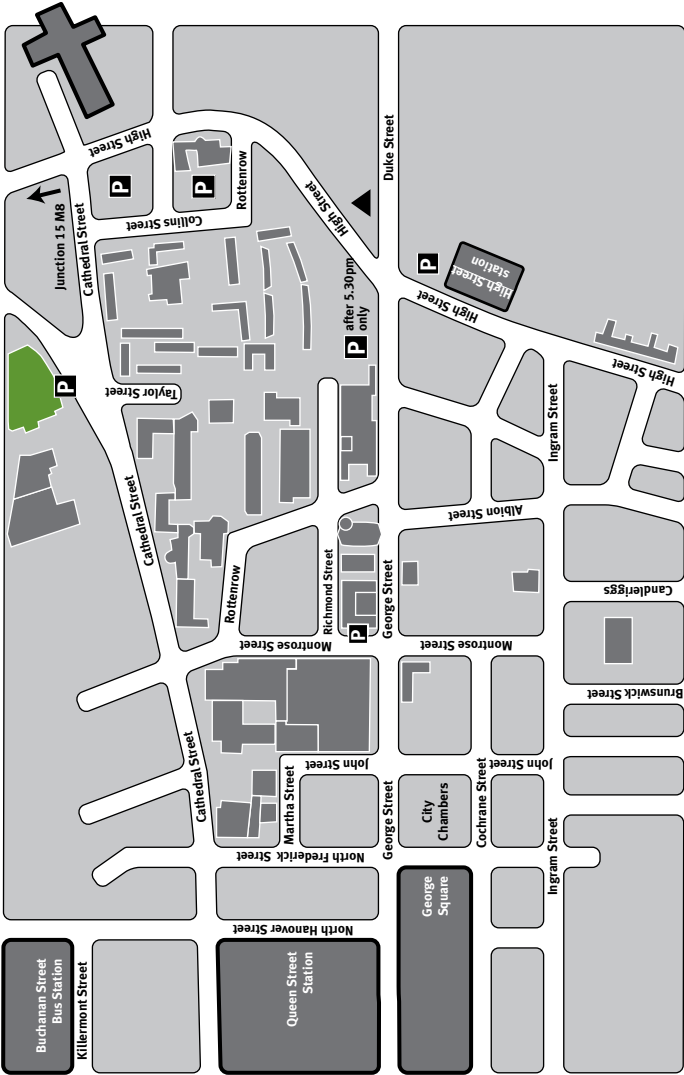 High Street
P
P
Rottenrow
Collins Street
Junction 15 M8
Cathedral Street
High Street
Duke Street
P
High Street
station
High Street
High Street
P
after 5.30pm
only
P
Taylor Street
Cathedral Street
Ingram Street
Albion Street
Candleriggs
Rottenrow
Richmond Street
George Street
P
Montrose Street
Montrose Street
Brunswick Street
Cathedral Street
John Street
John Street
Martha Street
George Street
City
Chambers
Cochrane Street
Ingram Street
North Frederick Street
George
Square
North Hanover Street
Buchanan Street
Bus Station
Killermont Street
Queen Street
Station